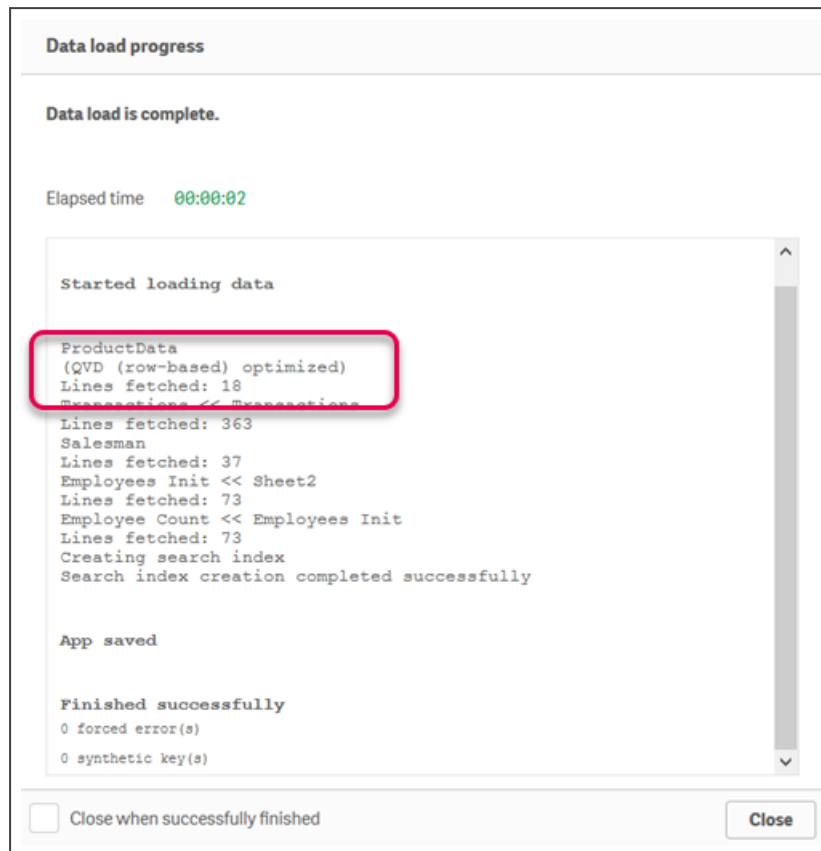 Data load progress
Data load is complete.
Elapsed time 00:00:02
Started loading data
ProductData
(QVD (row-based) optimized)
Lines fetched: 18
Transactions << Transactions
Lines fetched: 363
Salesman
Lines fetched: 37
Employees Init << Sheet2
Lines fetched: 73
Employee Count << Employees Init
Lines fetched: 73
Creating search index
Search index creation completed successfully
App saved
Finished successfully
0 forced error(s)
0 synthetic key(s)
Close when successfully finished
Close